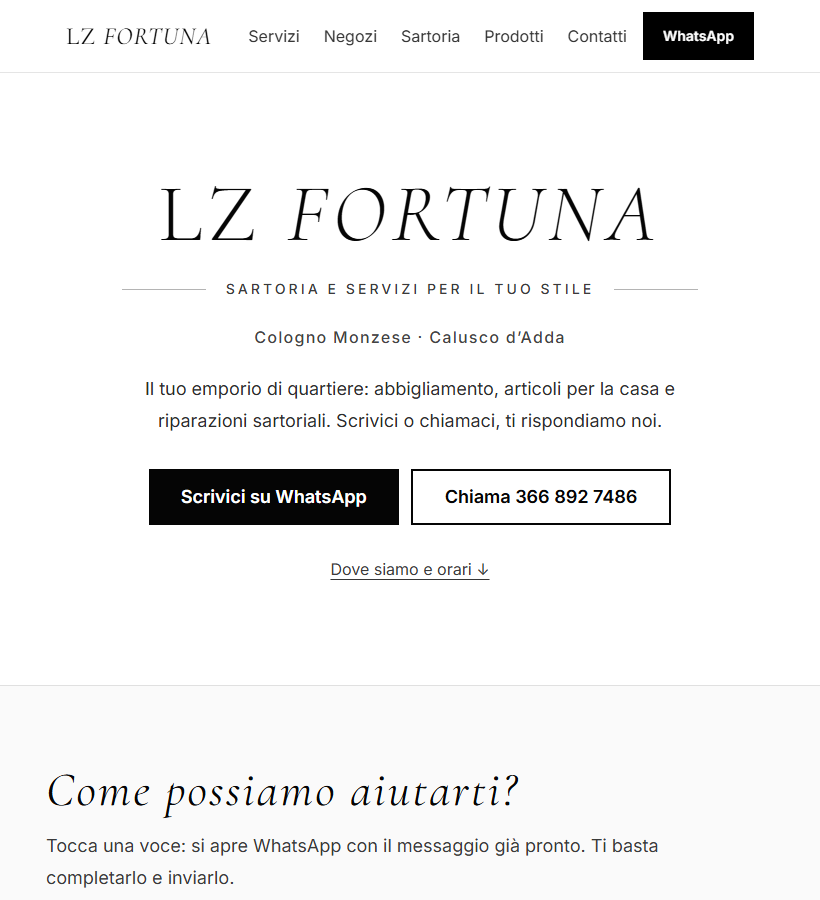 LZ FORTUNA
Servizi
Negozi
Sartoria
Prodotti
Contatti
WhatsApp
LZ FORTUNA
SARTORIA E SERVIZI PER IL TUO STILE
Cologno Monzese · Calusco d’Adda
Il tuo emporio di quartiere: abbigliamento, articoli per la casa e
riparazioni sartoriali. Scrivici o chiamaci, ti rispondiamo noi.
Scrivici su WhatsApp
Chiama 366 892 7486
Dove siamo e orari ↓
Come possiamo aiutarti?
Tocca una voce: si apre WhatsApp con il messaggio già pronto. Ti basta
completarlo e inviarlo.